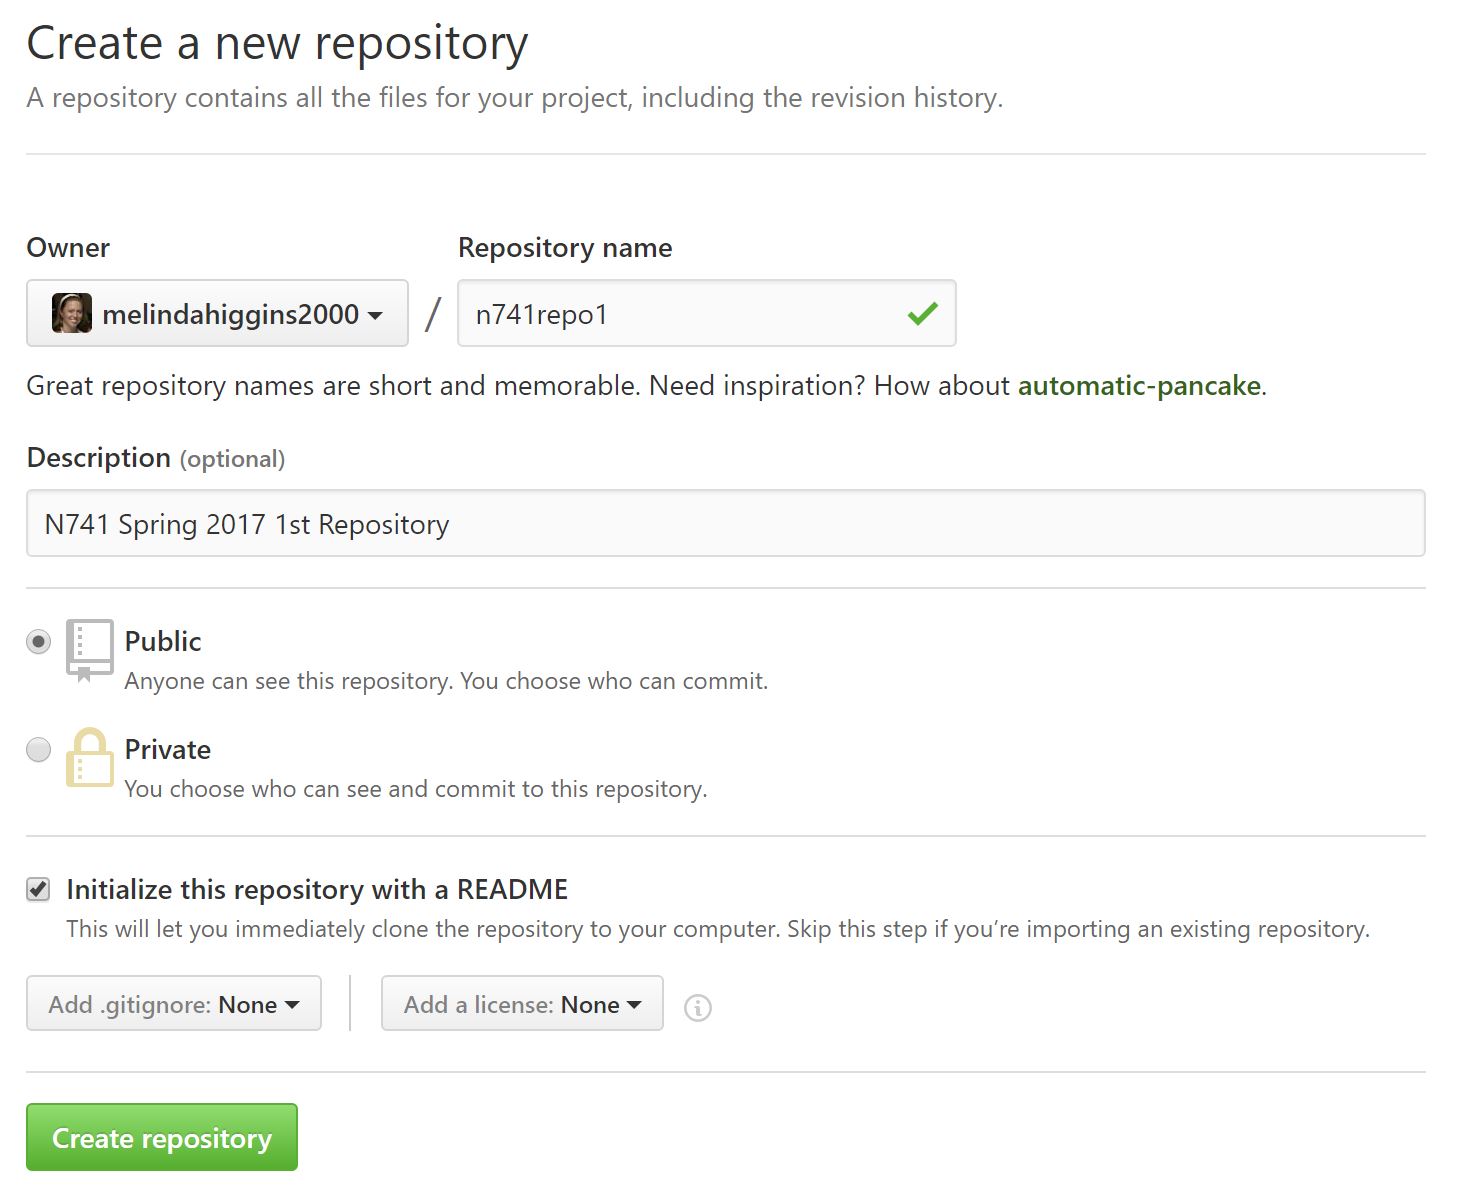 Create a new repository
A repository contains all the files for your project, including the revision history.
Owner
Repository name
melindahiggins2000 / n741repo1
Great repository names are short and memorable. Need inspiration? How about automatic-pancake.
Description (optional)
N741 Spring 2017 1st Repository
Public
Anyone can see this repository. You choose who can commit.
Private
You choose who can see and commit to this repository.
Initialize this repository with a README
This will let you immediately clone the repository to your computer. Skip this step if you’re importing an existing repository.
Add .gitignore: None
Add a license: None
Create repository